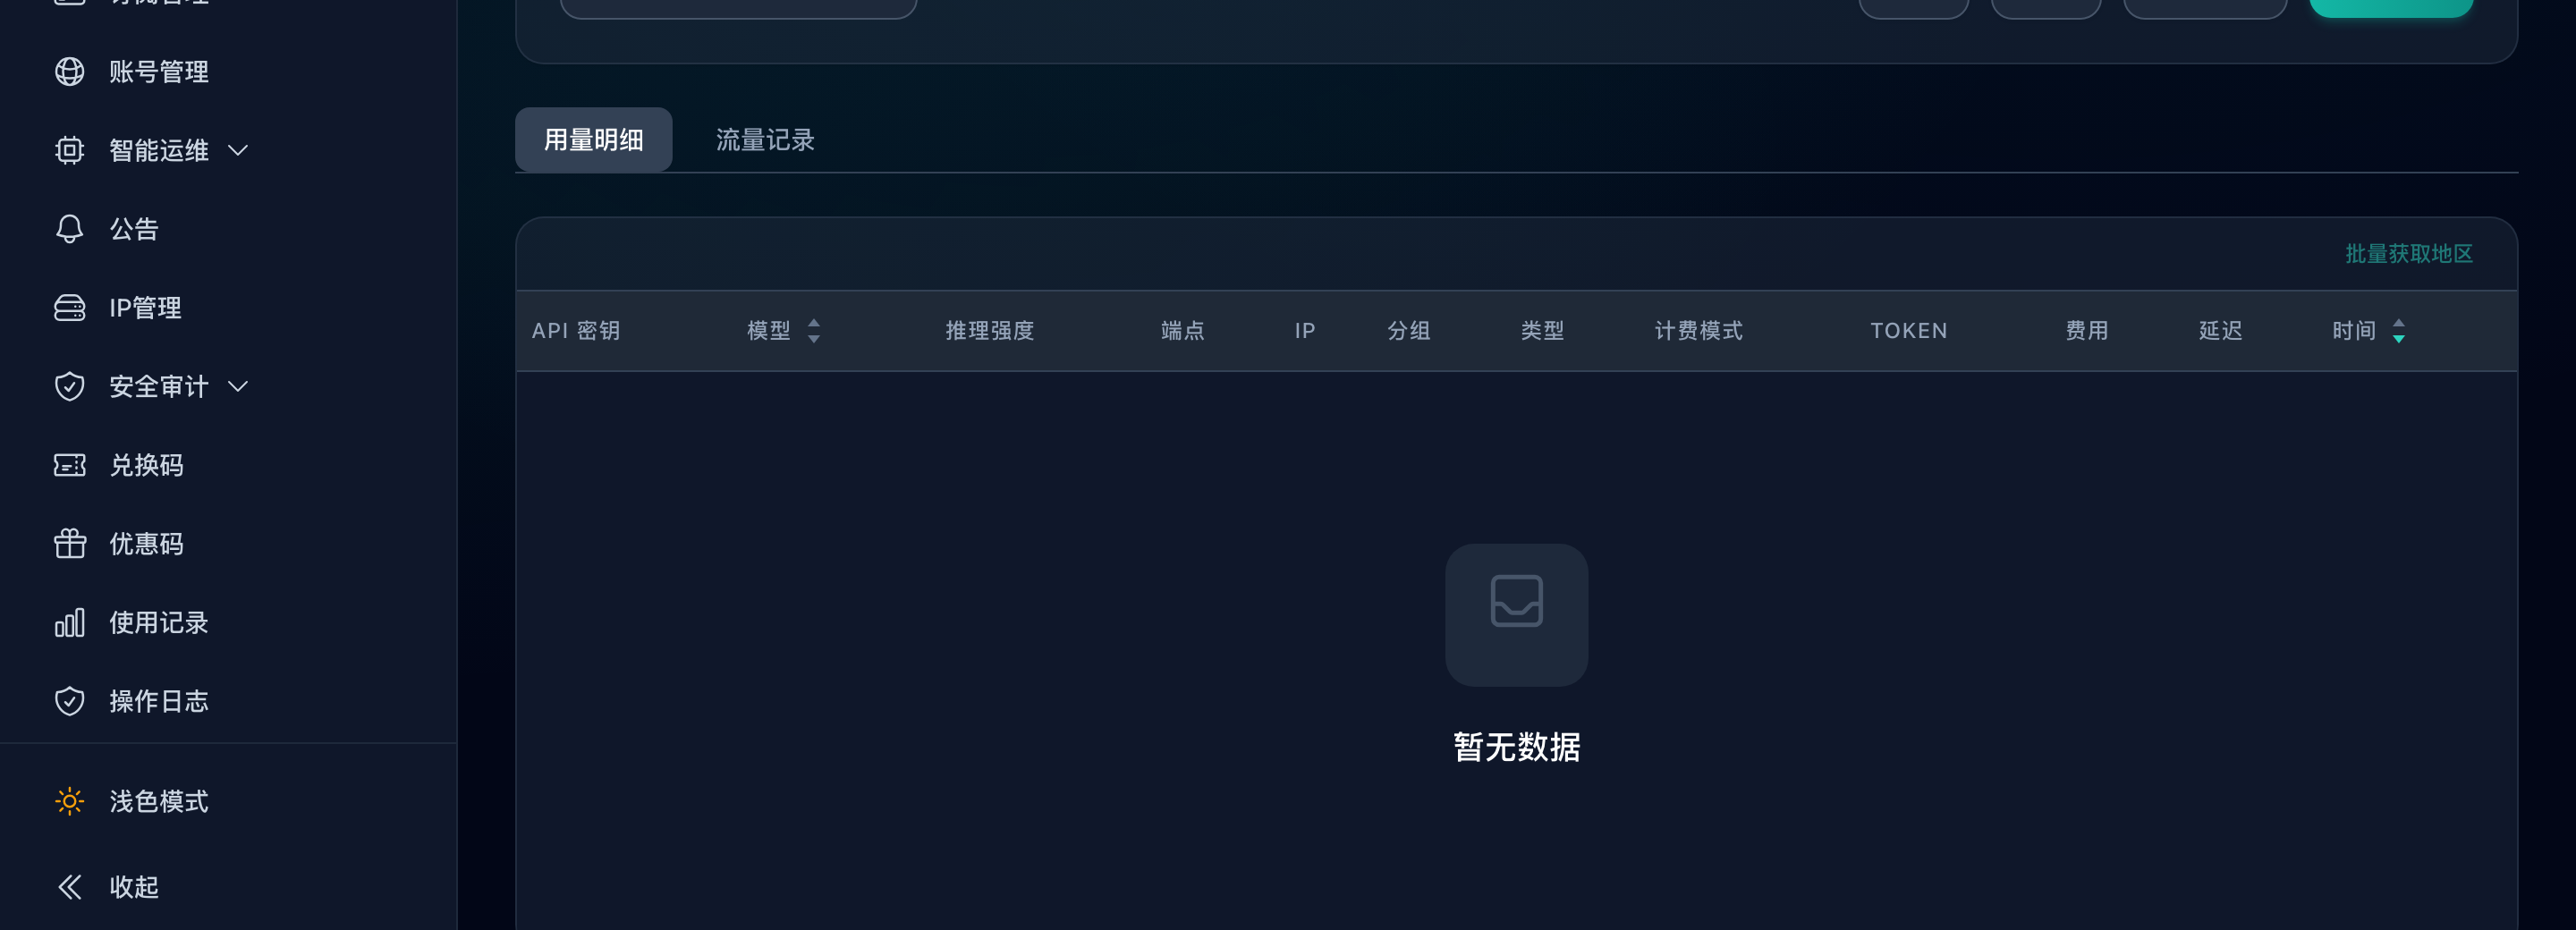 账号管理
智能运维
公告
IP管理
安全审计
兑换码
优惠码
使用记录
操作日志
浅色模式
收起
用量明细 流量记录
批量获取地区
API 密钥 模型 推理强度 端点 IP 分组 类型 计费模式 TOKEN 费用 延迟 时间
暂无数据